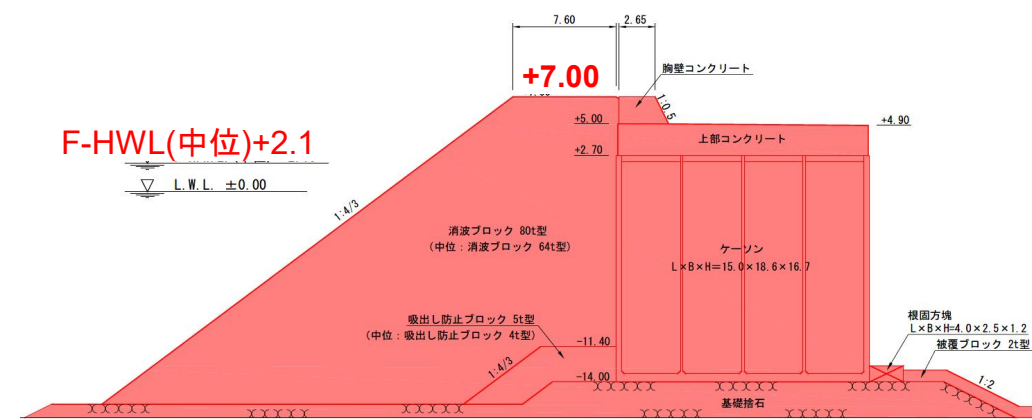 7.60
2.65
+7.00
胸壁コンクリート
1:0.5
F-HWL(中位)+2.1
+5.00
+4.90
上部コンクリート
+2.70
L.W.L. ±0.00
1:4/3
消波ブロック 80t型
(中位：消波ブロック 64t型)
ケーソン
L×B×H=15.0×18.6×16.7
吸出し防止ブロック 5t型
(中位：吸出し防止ブロック 4t型)
-11.40
1:4/3
根固方塊
L×B×H=4.0×2.5×1.2
被覆ブロック 2t型
-14.00
1:2
基礎捨石